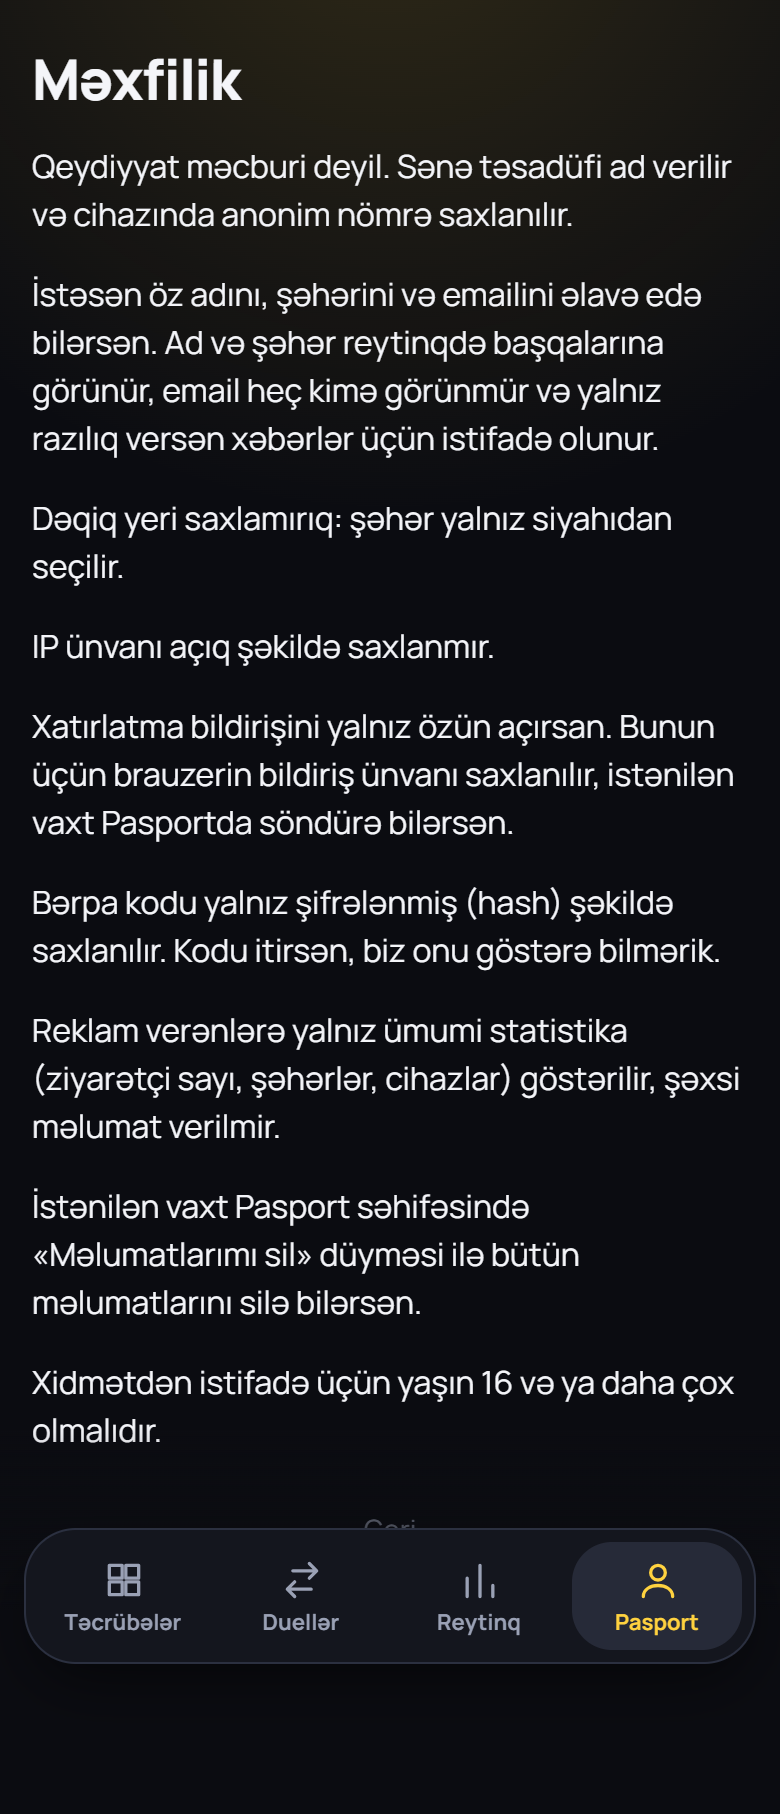 Məxfilik
Qeydiyyat məcburi deyil. Sənə təsadüfi ad verilir
və cihazında anonim nömrə saxlanılır.
İstəsən öz adını, şəhərini və emailini əlavə edə
bilərsən. Ad və şəhər reytinqdə başqalarına
görünür, email heç kimə görünmür və yalnız
razılıq versən xəbərlər üçün istifadə olunur.
Dəqiq yeri saxlamırıq: şəhər yalnız siyahıdan
seçilir.
IP ünvanı açıq şəkildə saxlanmır.
Xatırlatma bildirişini yalnız özün açırsan. Bunun
üçün brauzerin bildiriş ünvanı saxlanılır, istənilən
vaxt Pasportda söndürə bilərsən.
Bərpa kodu yalnız şifrələnmiş (hash) şəkildə
saxlanılır. Kodu itirsən, biz onu göstərə bilmərik.
Reklam verənlərə yalnız ümumi statistika
(ziyarətçi sayı, şəhərlər, cihazlar) göstərilir, şəxsi
məlumat verilmir.
İstənilən vaxt Pasport səhifəsində
«Məlumatlarımı sil» düyməsi ilə bütün
məlumatlarını silə bilərsən.
Xidmətdən istifadə üçün yaşın 16 və ya daha çox
olmalıdır.
Təcrübələr
Duellər
Reytinq
Pasport